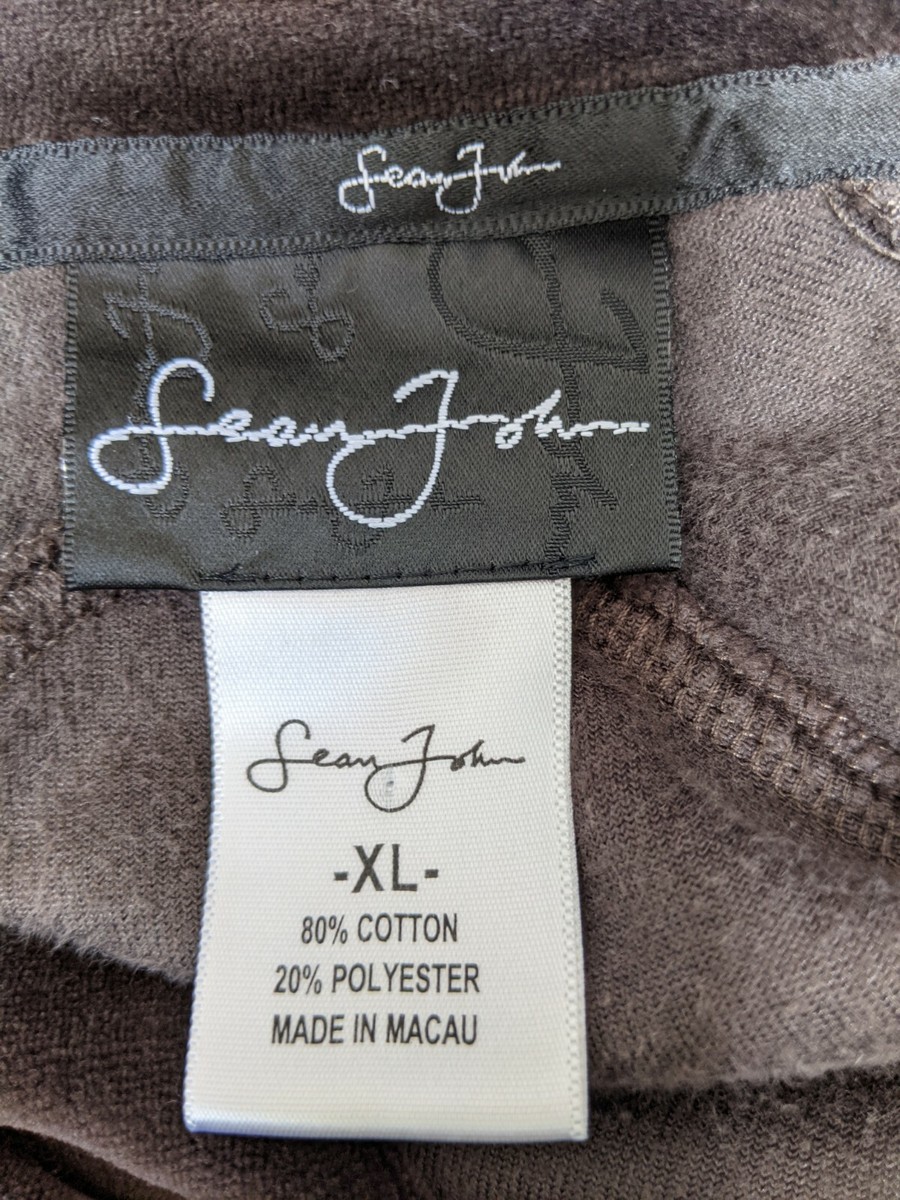 Sean John
Sean John
Sean John
-XL-
80% COTTON
20% POLYESTER
MADE IN MACAU